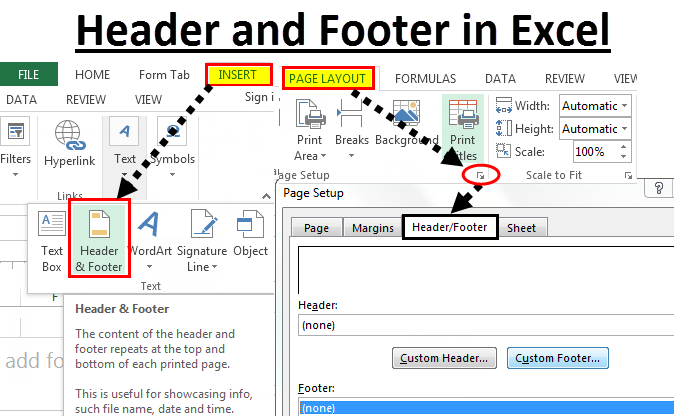 Header and Footer in Excel
FILE HOME Form Tab INSERT
DATA REVIEW VIEW Sign i
Filters
Hyperlink
Text
Symbols
Links
Text Box
Header & Footer
WordArt
Signature Line
Object
Text
F
add fo
Header & Footer
The content of the header and
footer repeats at the top and
bottom of each printed page.
This is useful for showcasing info,
such file name, date and time.
PAGE LAYOUT FORMULAS DATA REVIEW VIEW
Print Area
Breaks
Background
Print Titles
Width: Automatic
Height: Automatic
Scale: 100%
age Setup
Scale to Fit
Page Setup
?
Page Margins Header/Footer Sheet
Header:
(none)
Custom Header... Custom Footer...
Footer:
(none)